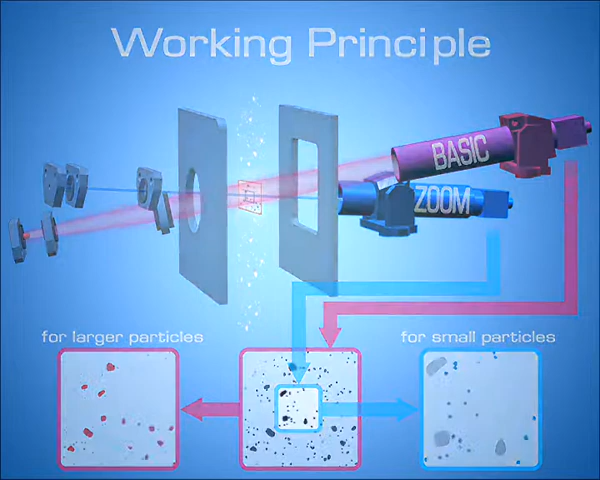 Working Principle
BASIC
ZOOM
for larger particles
for small particles